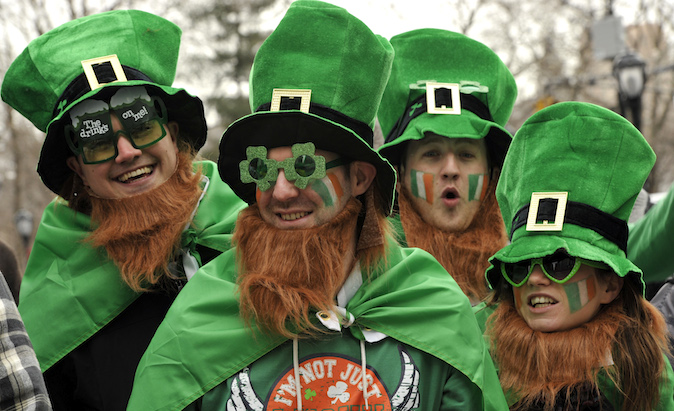 The
drinks
on me!
I'M NOT JUST